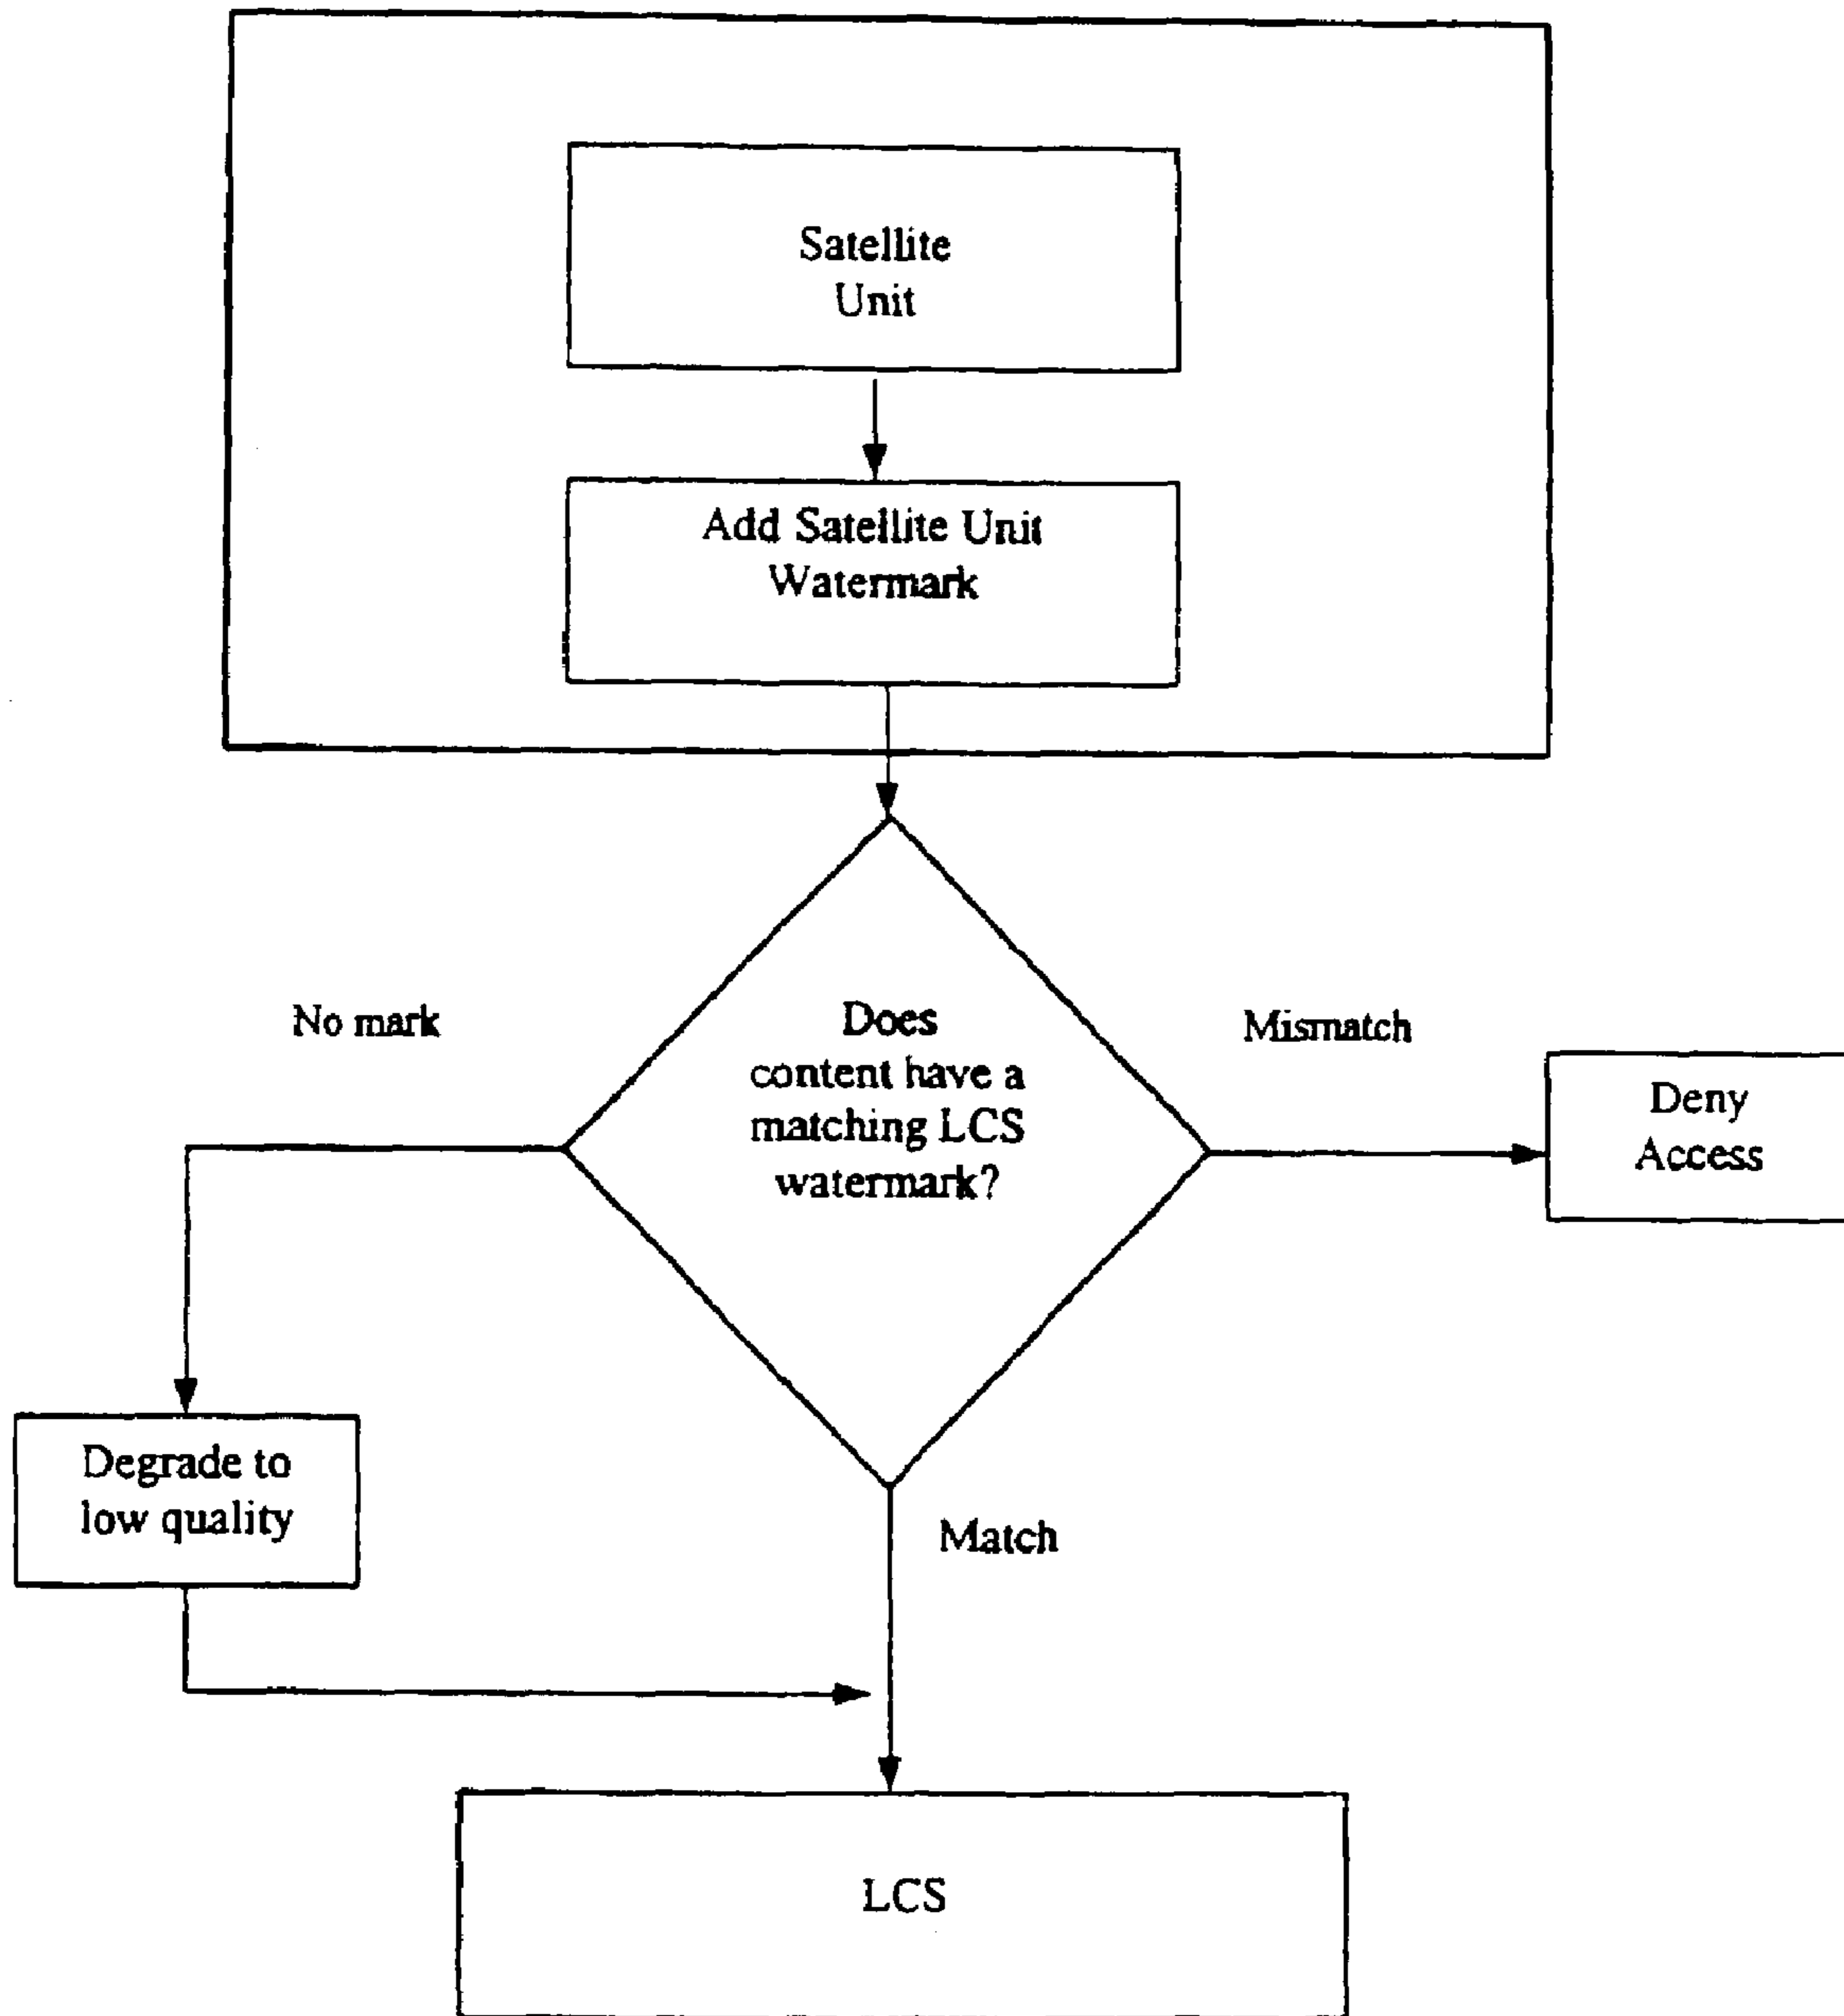 Satellite
Unit
Add Satellite Unit
Watermark
No mark
Does
content have a
matching LCS
watermark?
Mismatch
Deny
Access
Degrade to
low quality
Match
LCS